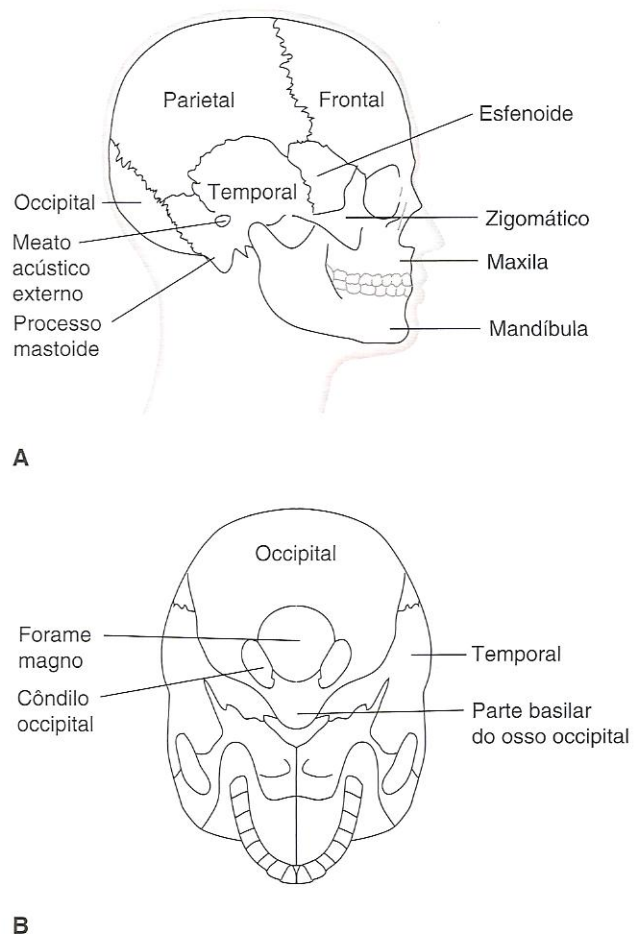 Parietal
Frontal
Esfenoide
Temporal
Occipital
Zigomático
Meato
acústico
externo
Maxila
Processo
mastoide
Mandíbula
A
Occipital
Forame
magno
Temporal
Côndilo
occipital
Parte basilar
do osso occipital
B